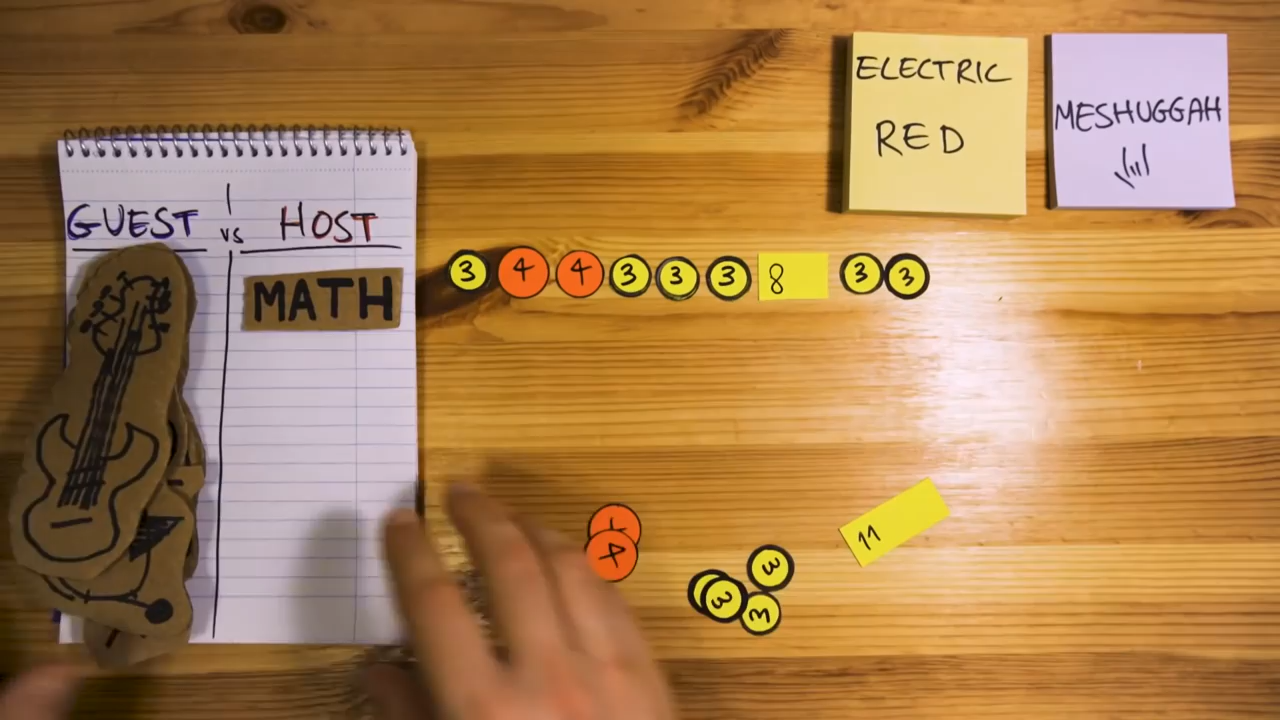 ELECTRIC
RED
MESHUGGAH
GUEST
vs
HOST
MATH
3 4 4 3 3 3 8 3 3
4
3
3
3
11